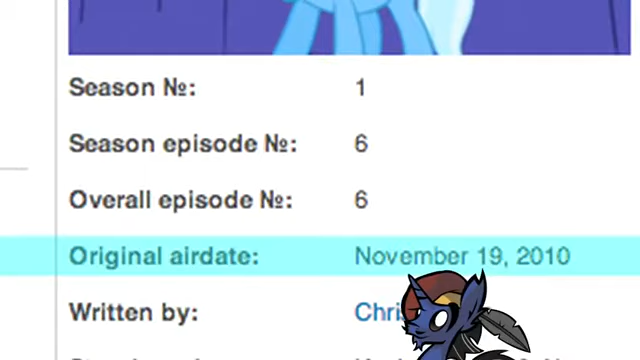 Season №: 1
Season episode №: 6
Overall episode №: 6
Original airdate: November 19, 2010
Written by: